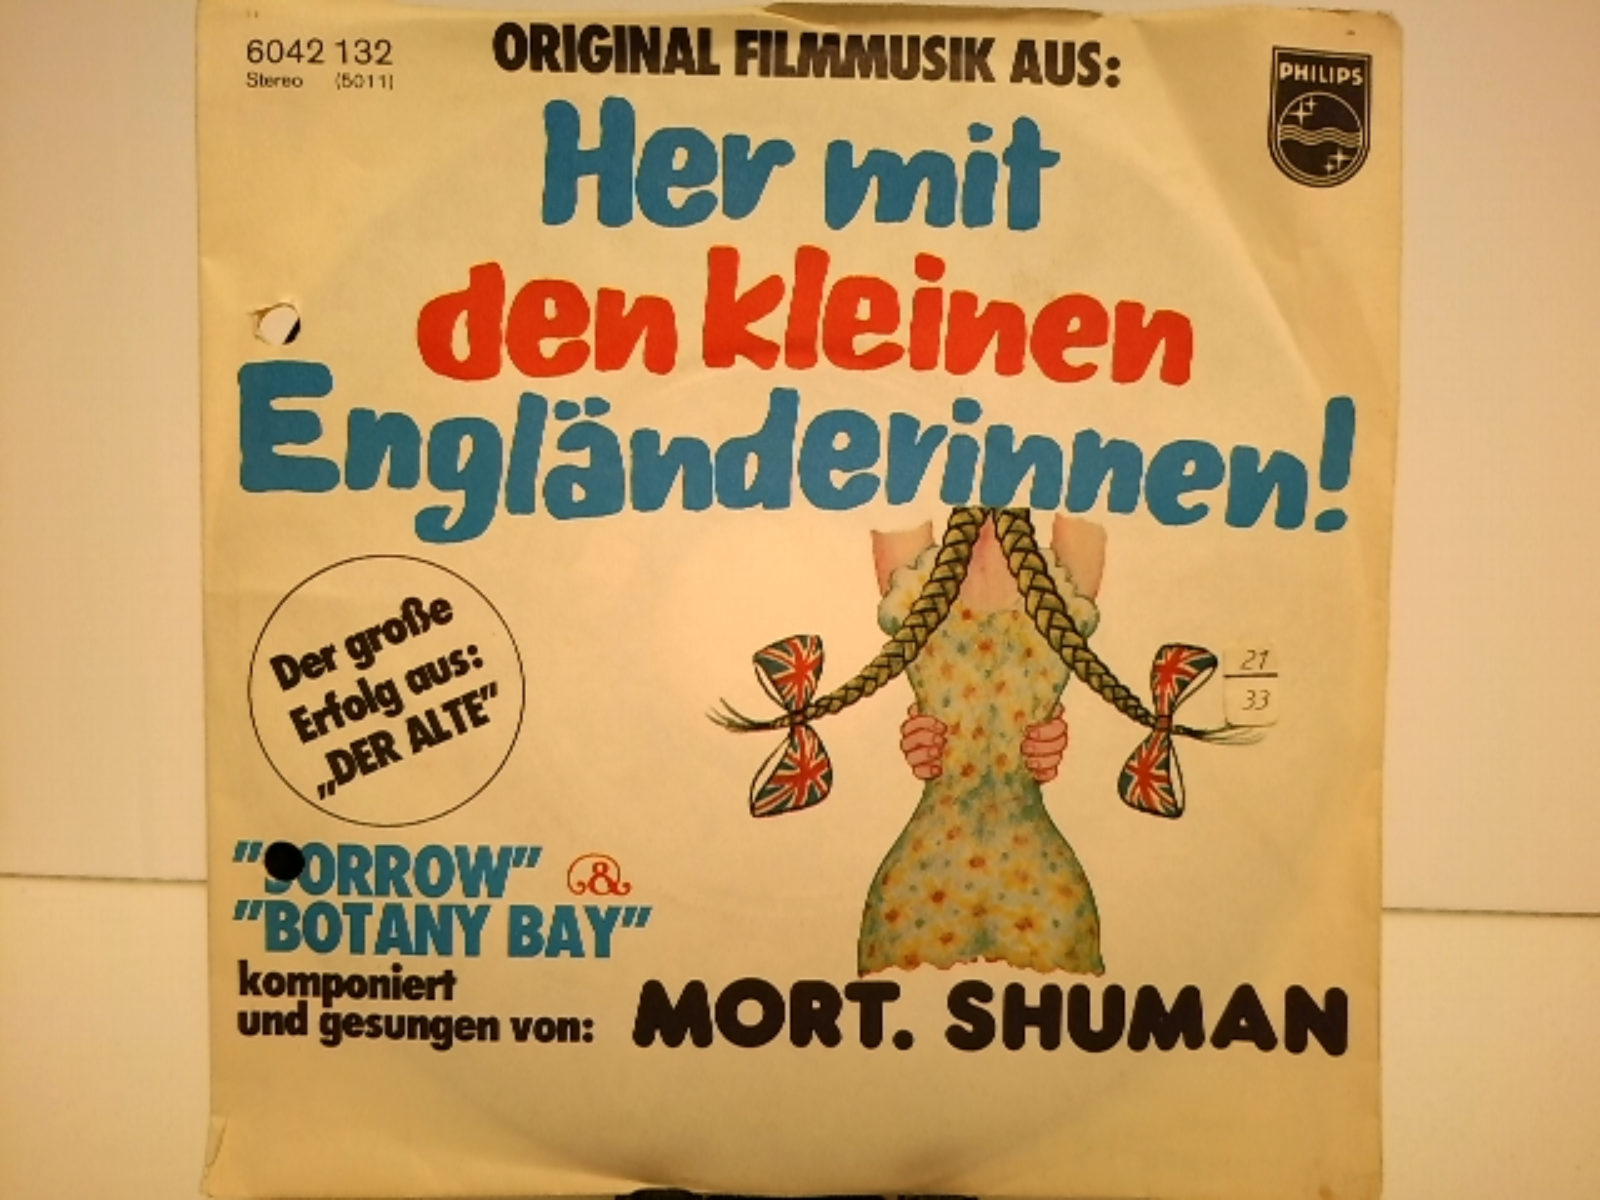 6042 132
Stereo (5011)
ORIGINAL FILMMUSIK AUS:
PHILIPS
Her mit
den kleinen
Engländerinnen!
Der große
Erfolg aus:
„DER ALTE”
21
33
"SORROW" &
"BOTANY BAY"
komponiert
und gesungen von:
MORT. SHUMAN